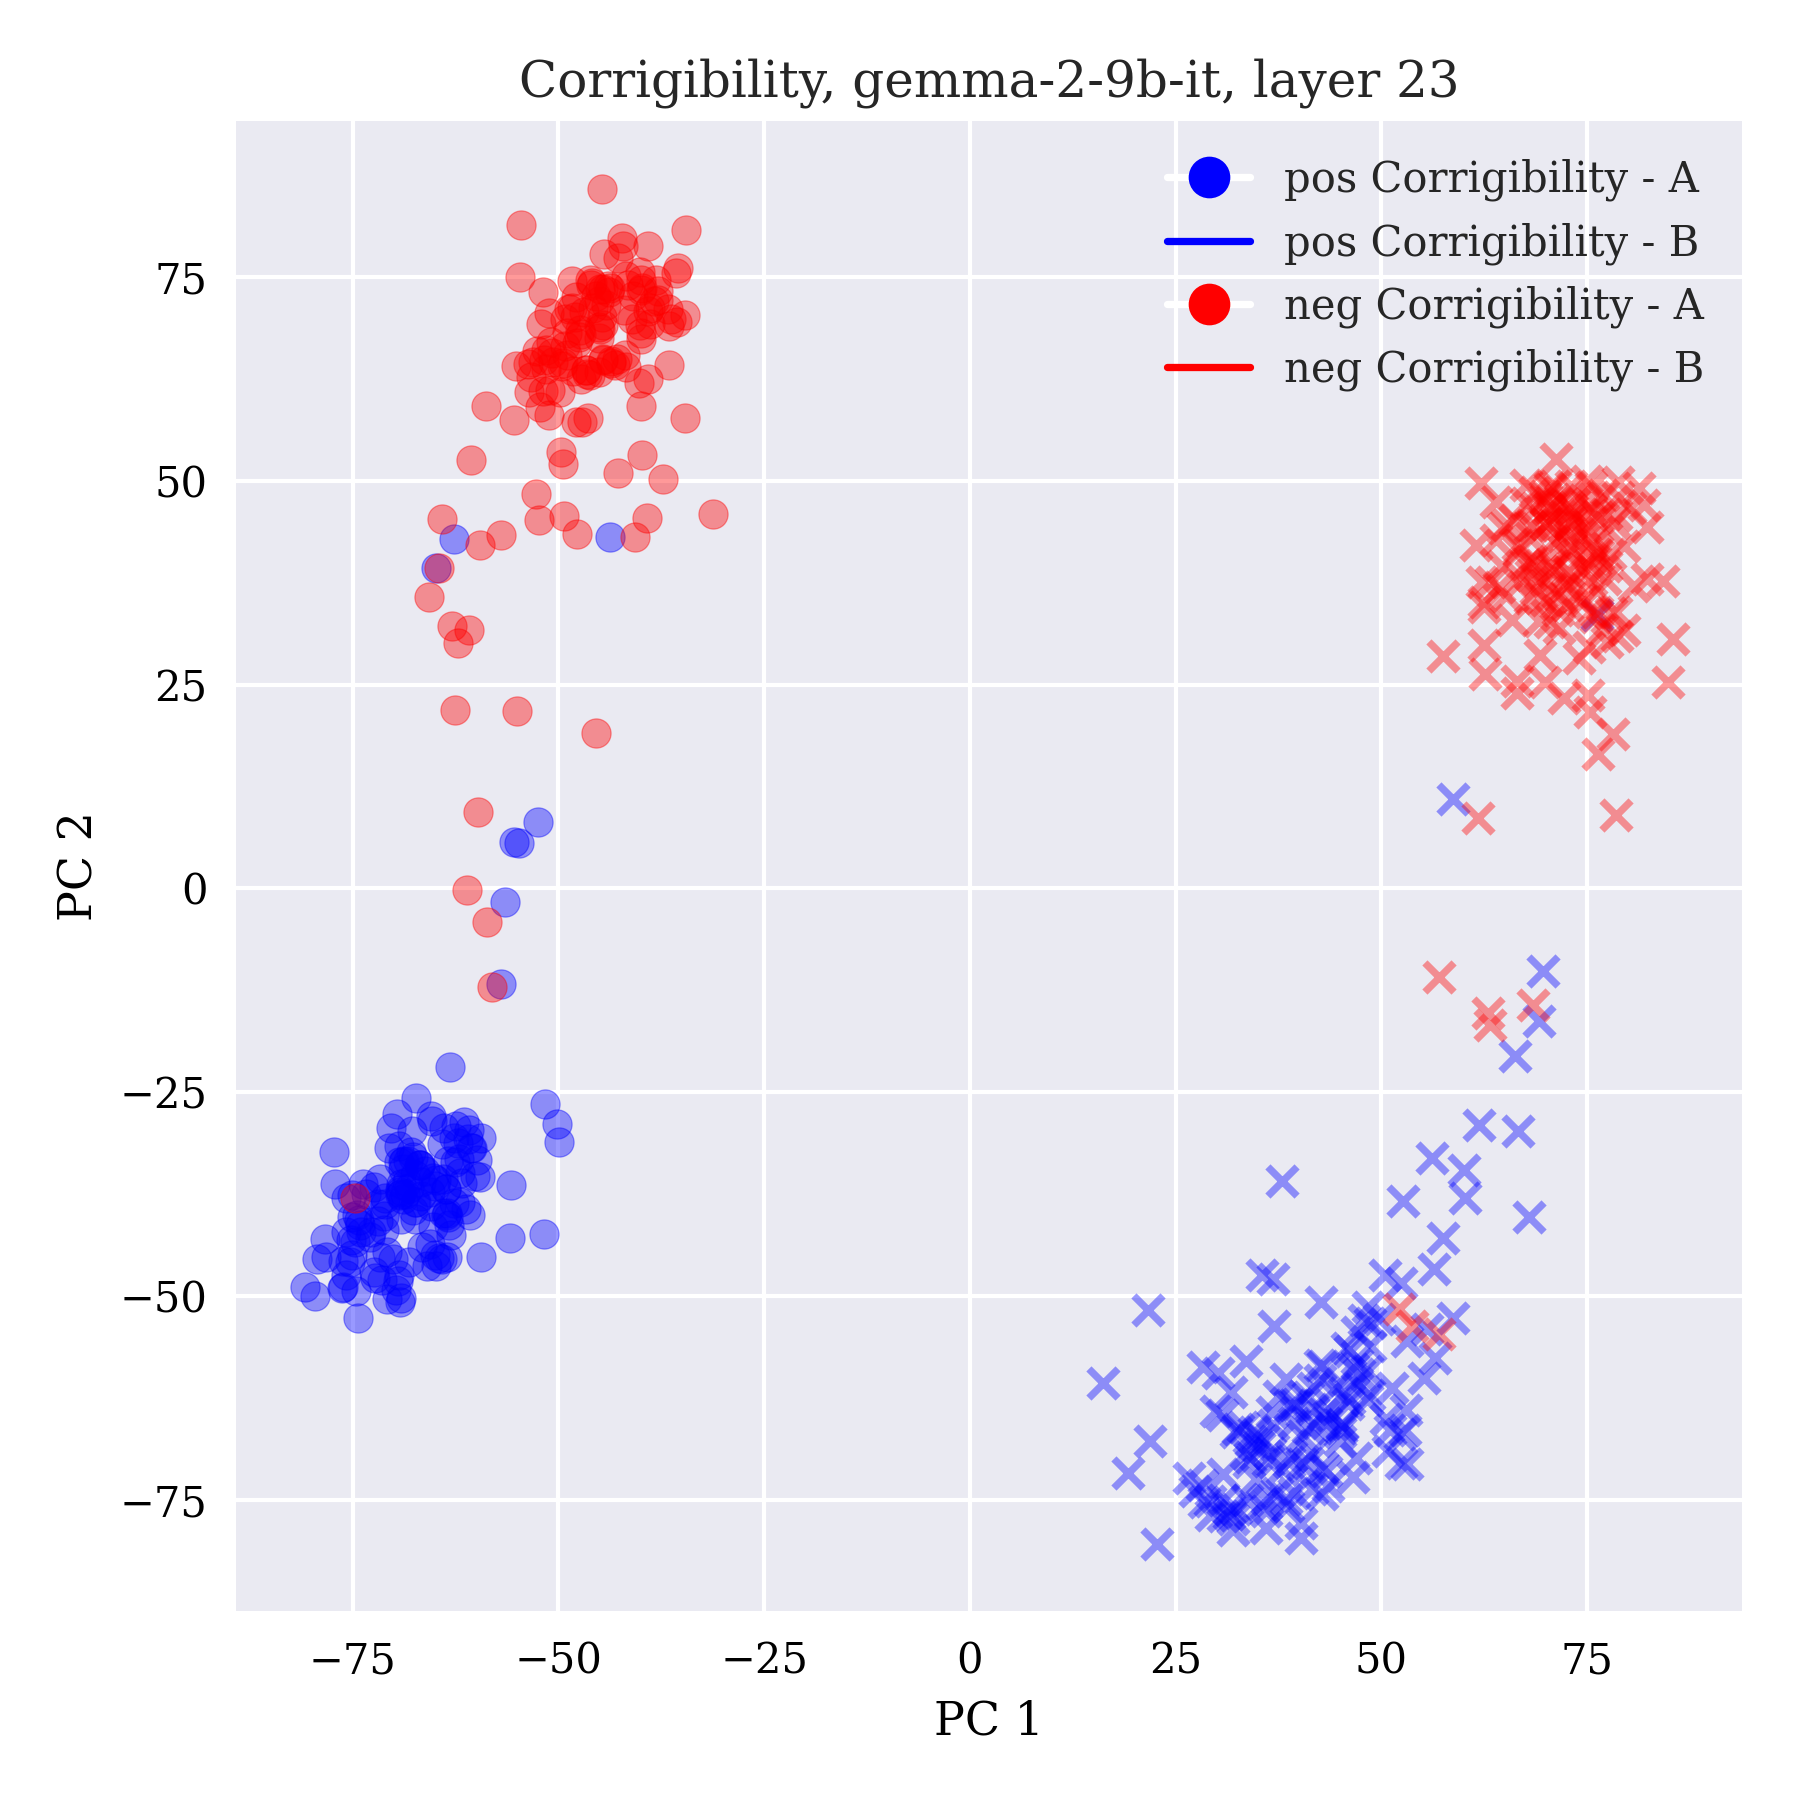 Corrigibility, gemma-2-9b-it, layer 23
pos Corrigibility - A
pos Corrigibility - B
neg Corrigibility - A
neg Corrigibility - B
75
50
25
0
−25
−50
−75
PC 2
−75
−50
−25
0
25
50
75
PC 1